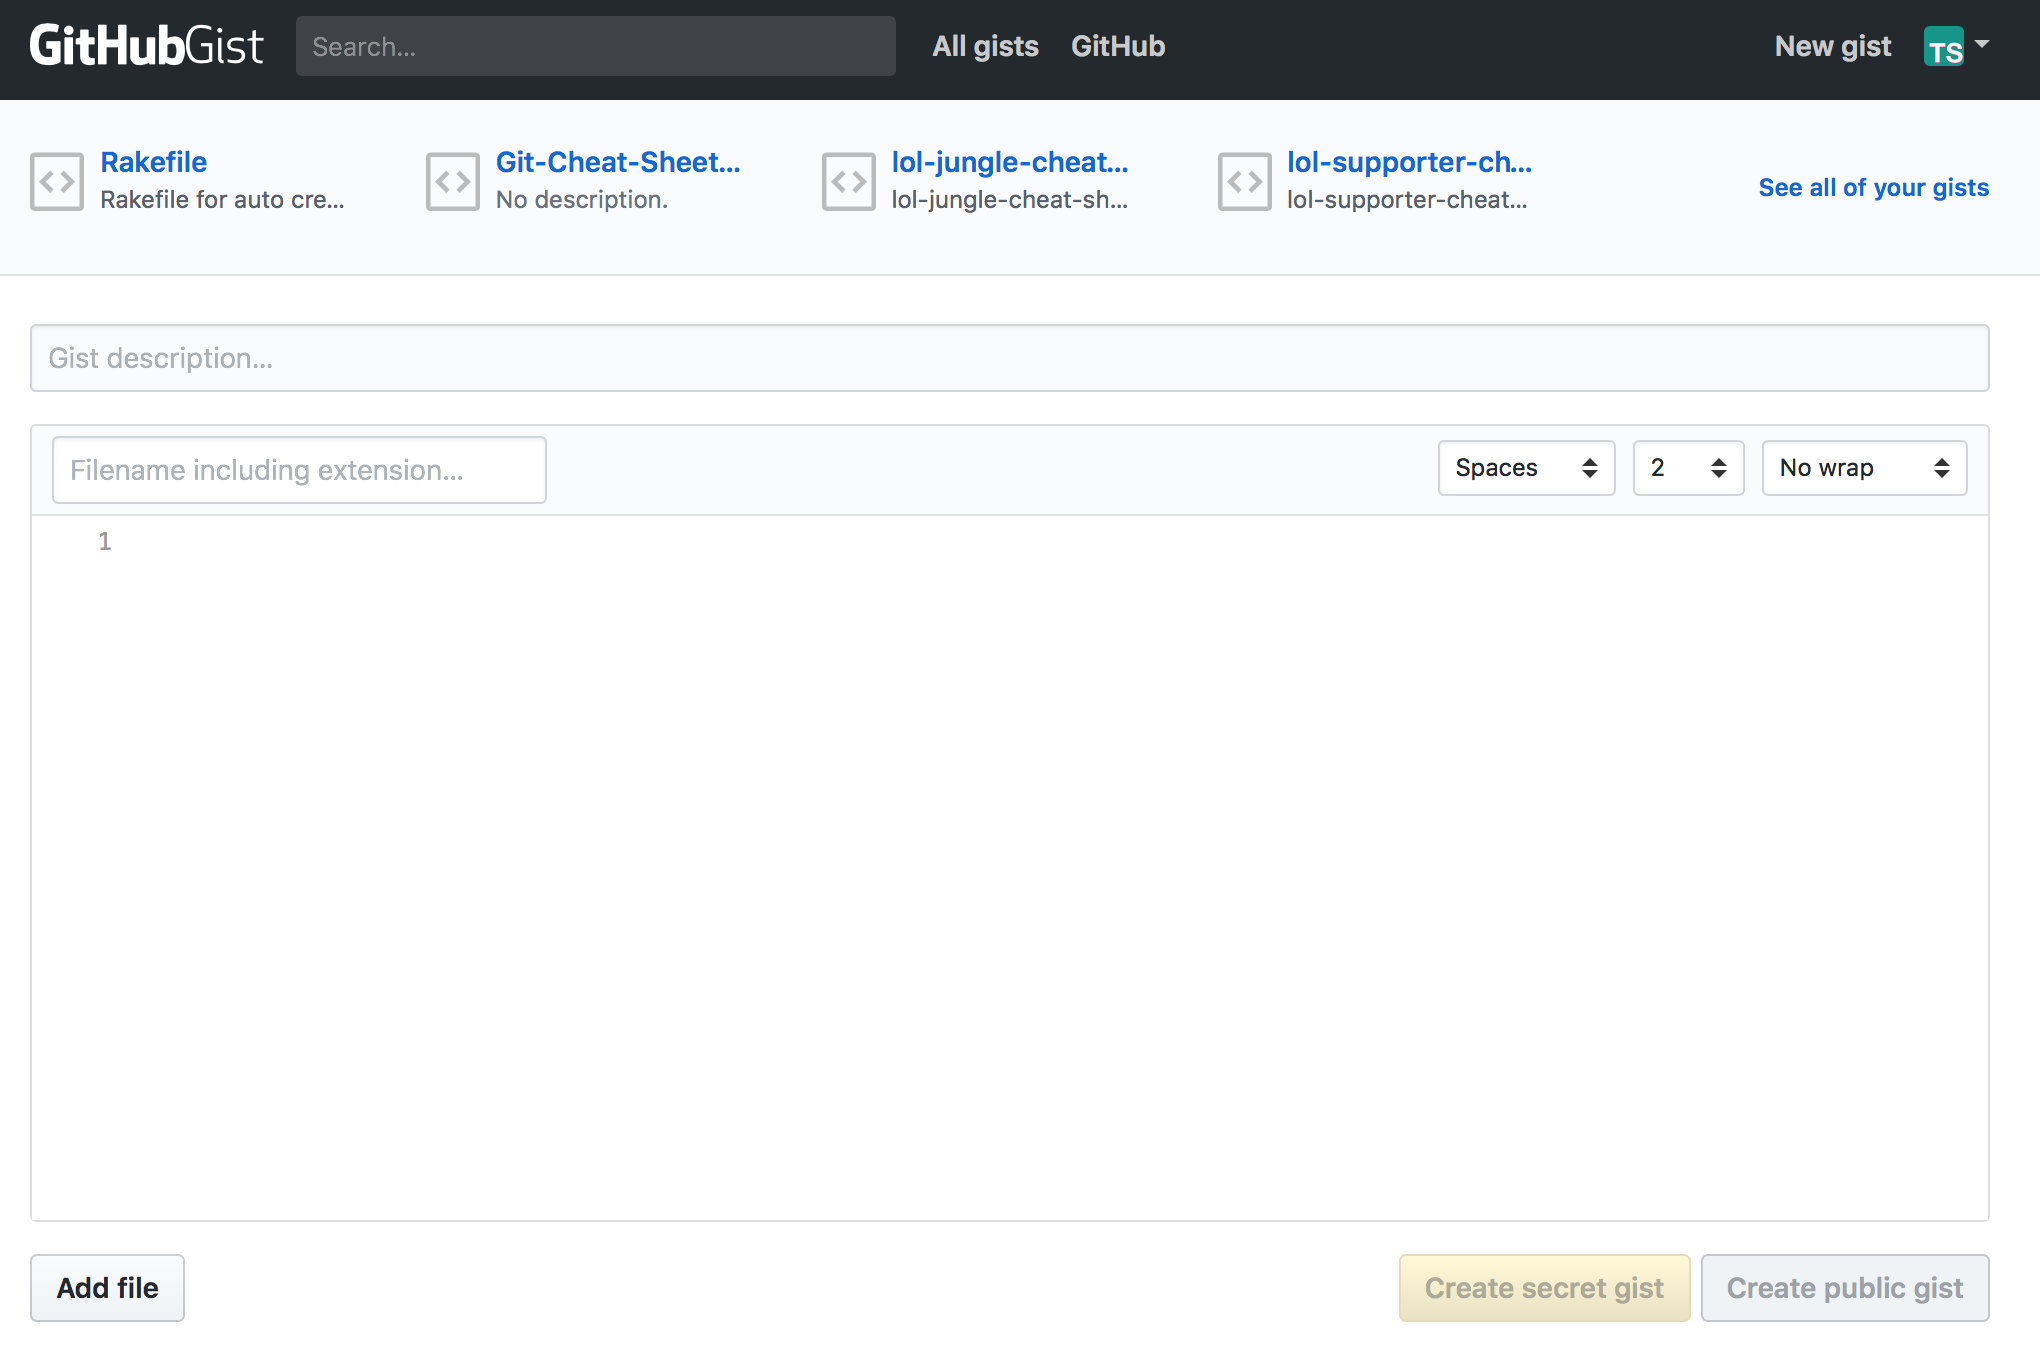 GitHubGist Search... All gists GitHub New gist TS
Rakefile
Rakefile for auto cre...
Git-Cheat-Sheet...
No description.
lol-jungle-cheat...
lol-jungle-cheat-sh...
lol-supporter-ch...
lol-supporter-cheat...
See all of your gists
Gist description...
Filename including extension... Spaces 2 No wrap
1
Add file Create secret gist Create public gist